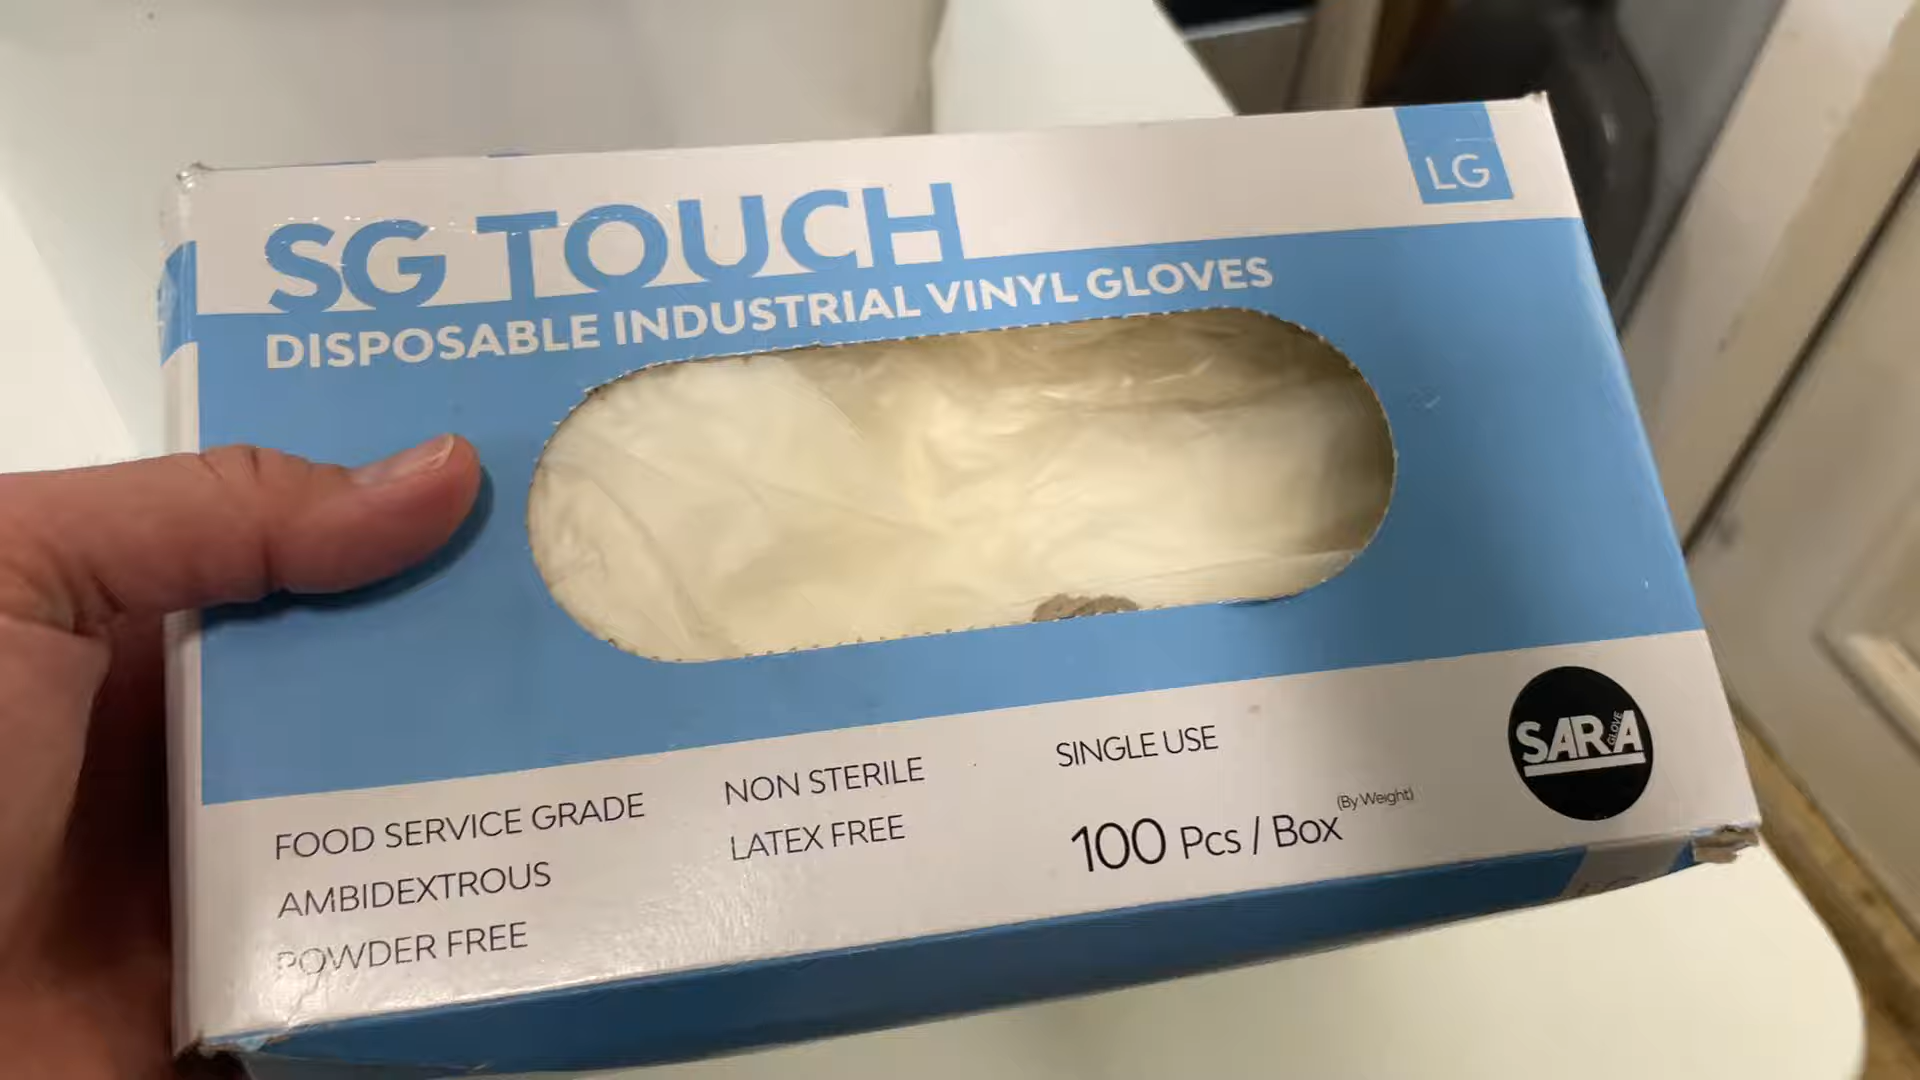 LG
SG TOUCH
DISPOSABLE INDUSTRIAL VINYL GLOVES
FOOD SERVICE GRADE
AMBIDEXTROUS
POWDER FREE
NON STERILE
LATEX FREE
SINGLE USE
100 Pcs / Box (By Weight)
SARA
GLOVE